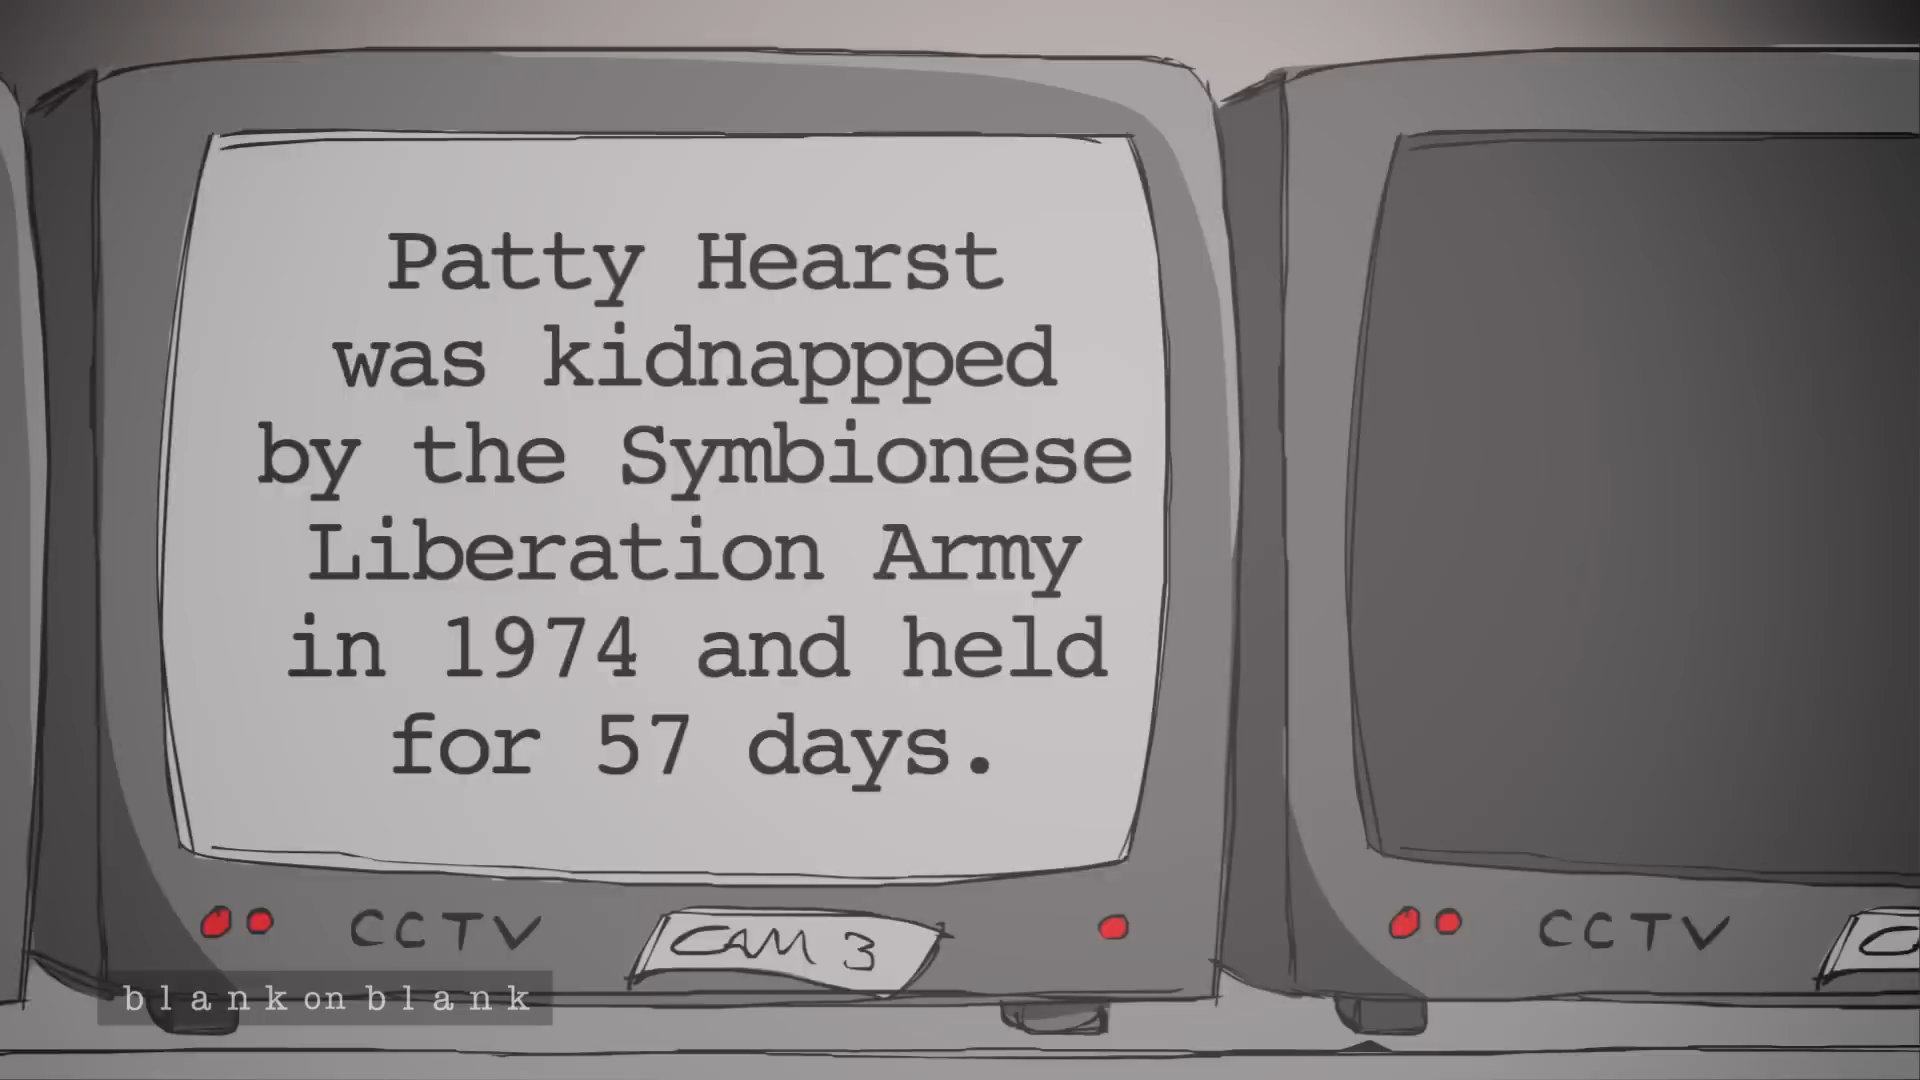 Patty Hearst
was kidnappped
by the Symbionese
Liberation Army
in 1974 and held
for 57 days.
CCTV
CAM 3
CCTV
blank on blank